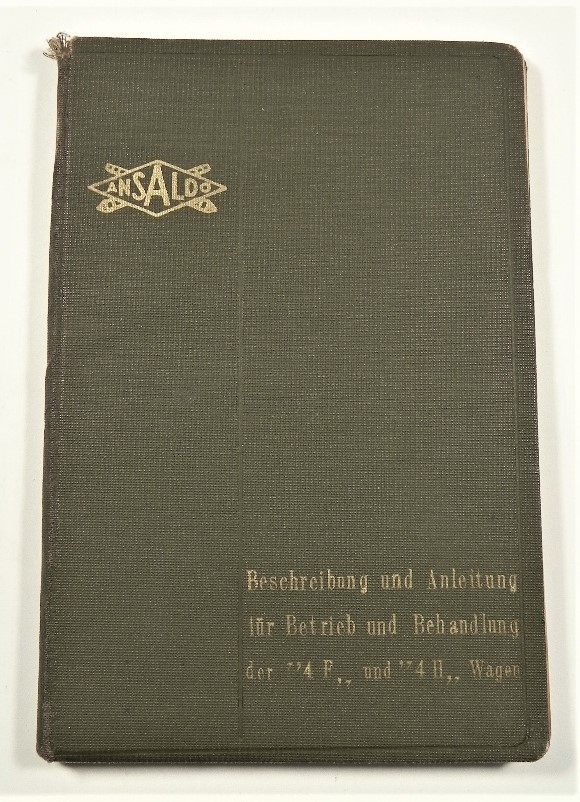 ANSALDO
Beschreibung und Anleitung
für Betrieb und Behandlung
der ’’4 F,, und ’’4 H,, Wagen